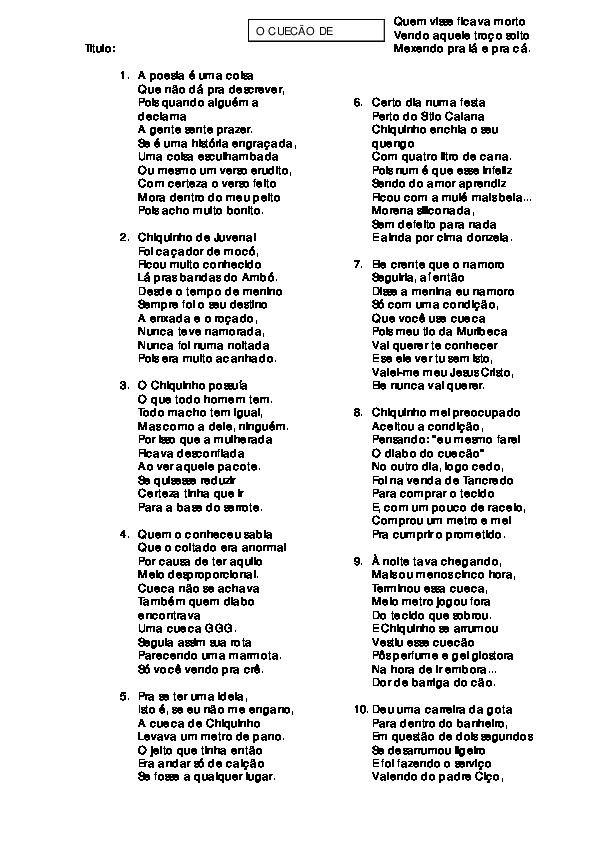 Título:
O CUECÃO DE
1. A poesia é uma coisa
Que não dá pra descrever,
Pois quando alguém a
declama
A gente sente prazer.
Se é uma história engraçada,
Uma coisa esculhambada
Ou mesmo um verso erudito,
Com certeza o verso feito
Mora dentro do meu peito
Pois acho muito bonito.
2. Chiquinho de Juvenal
Foi caçador de mocó,
Ficou muito conhecido
Lá pras bandas do Ambó.
Desde o tempo de menino
Sempre foi o seu destino
A enxada e o roçado,
Nunca teve namorada,
Nunca foi numa noitada
Pois era muito acanhado.
3. O Chiquinho possuía
O que todo homem tem.
Todo macho tem igual,
Mas como a dele, ninguém.
Por isso que a mulherada
Ficava desconfiada
Ao ver aquele pacote.
Se quisesse reduzir
Certeza tinha que ir
Para a base do serrote.
4. Quem o conheceu sabia
Que o coitado era anormal
Por causa de ter aquilo
Meio desproporcional.
Cueca não se achava
Também quem diabo
encontrava
Uma cueca GGG.
Seguia assim sua rota
Parecendo uma marmota.
Só você vendo pra crê.
5. Pra se ter uma ideia,
Isto é, se eu não me engano,
A cueca de Chiquinho
Levava um metro de pano.
O jeito que tinha então
Era andar só de calção
Se fosse a qualquer lugar.
Quem visse ficava morto
Vendo aquele troço solto
Mexendo pra lá e pra cá.
6. Certo dia numa festa
Perto do Sítio Caiana
Chiquinho enchia o seu
quengo
Com quatro litro de cana.
Pois num é que esse infeliz
Sendo do amor aprendiz
Ficou com a mulé mais bela...
Morena siliconada,
Sem defeito para nada
E ainda por cima donzela.
7. Ele crente que o namoro
Seguiria, aí então
Disse a menina eu namoro
Só com uma condição,
Que você use cueca
Pois meu tio da Muribeca
Vai querer te conhecer
E se ele ver tu sem isto,
Valei-me meu Jesus Cristo,
Ele nunca vai querer.
8. Chiquinho mei preocupado
Aceitou a condição,
Pensando: "eu mesmo farei
O diabo do cuecão"
No outro dia, logo cedo,
Foi na venda de Tancredo
Para comprar o tecido
E, com um pouco de receio,
Comprou um metro e mei
Pra cumprir o prometido.
9. À noite tava chegando,
Mais ou menos cinco hora,
Terminou essa cueca,
Meio metro jogou fora
Do tecido que sobrou.
E Chiquinho se arrumou
Vestiu esse cuecão
Pôs perfume e gel glostora
Na hora de ir embora...
Dor de barriga do cão.
10. Deu uma carreira da gota
Para dentro do banheiro,
Em questão de dois segundos
Se desarrumou ligeiro
E foi fazendo o serviço
Valendo do padre Ciço,